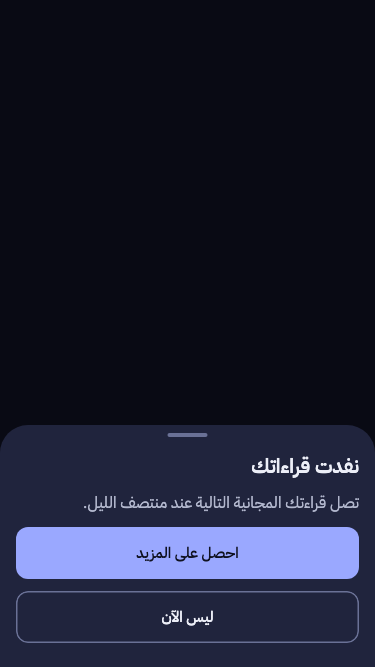 نفدت قراءاتك
تصل قراءتك المجانية التالية عند منتصف الليل.
احصل على المزيد
ليس الآن